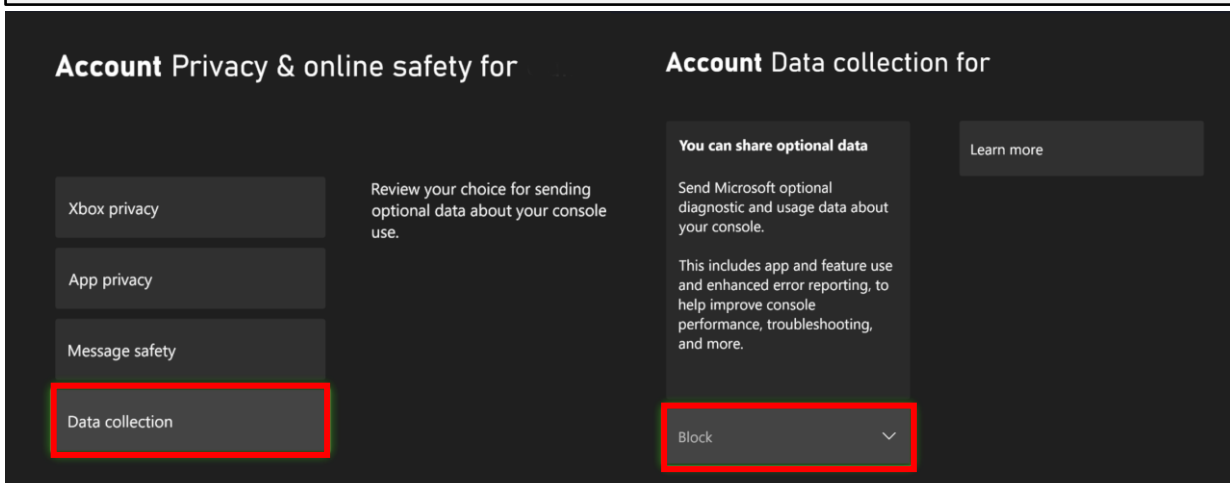 Account Privacy & online safety for
Xbox privacy
App privacy
Message safety
Data collection
Review your choice for sending
optional data about your console
use.
Account Data collection for
You can share optional data
Send Microsoft optional
diagnostic and usage data about
your console.
This includes app and feature use
and enhanced error reporting, to
help improve console
performance, troubleshooting,
and more.
Block
Learn more